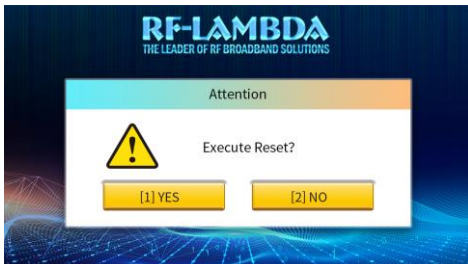 RF-LAMBDA
THE LEADER OF RF BROADBAND SOLUTIONS
Attention
Execute Reset?
[1] YES
[2] NO